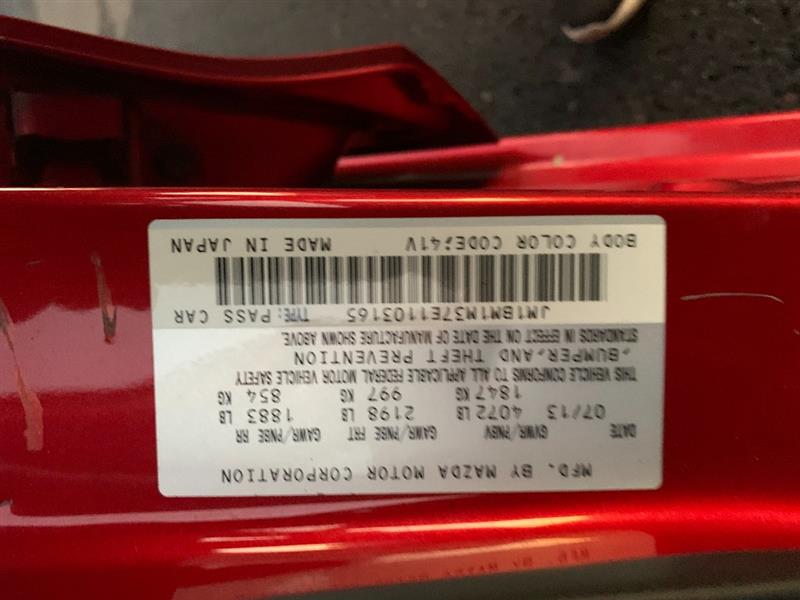 MFD. BY MAZDA MOTOR CORPORATION
DATE GVWR/PNBV GAWR/PNBE FRT GAWR/PNBE RR
07/13 4072 LB 2198 LB 1883 LB
1847 KG 997 KG 854 KG
THIS VEHICLE CONFORMS TO ALL APPLICABLE FEDERAL MOTOR VEHICLE SAFETY
,BUMPER,AND THEFT PREVENTION
STANDARDS IN EFFECT ON THE DATE OF MANUFACTURE SHOWN ABOVE.
JM1BM1M37E1103165 TYPE: PASS CAR
BODY COLOR CODE:41V MADE IN JAPAN